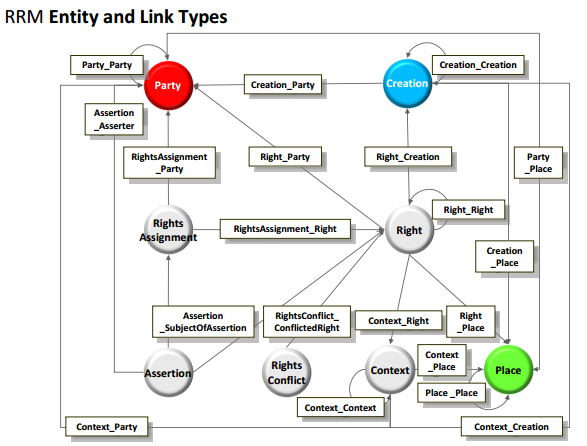 RRM Entity and Link Types
Party_Party
Party
Creation_Party
Creation
Creation_Creation
Assertion
_Asserter
RightsAssignment
_Party
Right_Party
Right_Creation
Party
_Place
Rights
Assignment
RightsAssignment_Right
Right
Right_Right
Creation
_Place
Assertion
_SubjectOfAssertion
RightsConflict_
ConflictedRight
Context_Right
Right
_Place
Assertion
Rights
Conflict
Context
Context
_Place
Place
Place _Place
Context_Context
Context_Party
Context_Creation